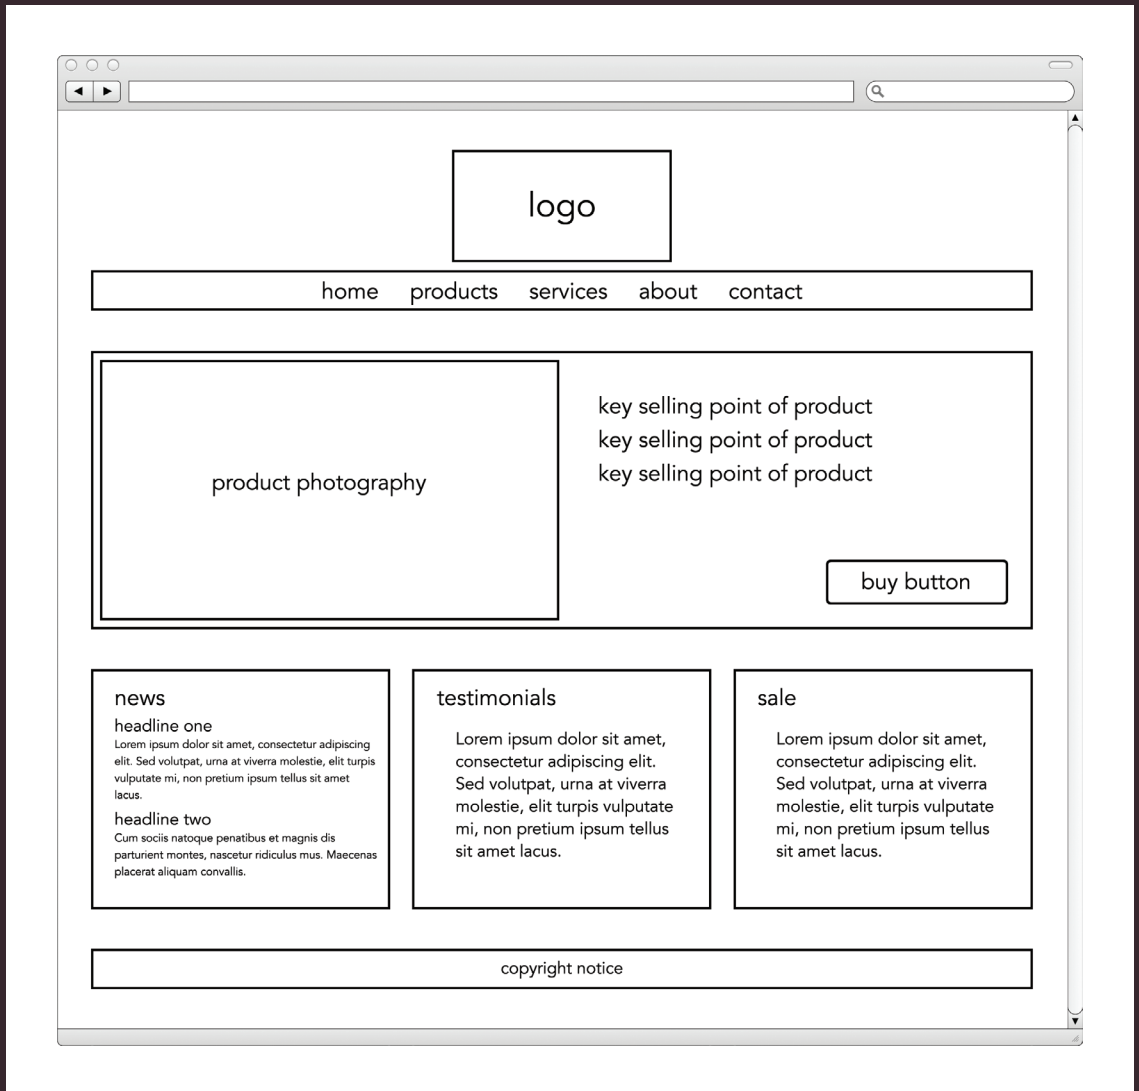 logo
home products services about contact
product photography
key selling point of product
key selling point of product
key selling point of product
buy button
news
headline one
Lorem ipsum dolor sit amet, consectetur adipiscing
elit. Sed volutpat, urna at viverra molestie, elit turpis
vulputate mi, non pretium ipsum tellus sit amet
lacus.
headline two
Cum sociis natoque penatibus et magnis dis
parturient montes, nascetur ridiculus mus. Maecenas
placerat aliquam convallis.
testimonials
Lorem ipsum dolor sit amet,
consectetur adipiscing elit.
Sed volutpat, urna at viverra
molestie, elit turpis vulputate
mi, non pretium ipsum tellus
sit amet lacus.
sale
Lorem ipsum dolor sit amet,
consectetur adipiscing elit.
Sed volutpat, urna at viverra
molestie, elit turpis vulputate
mi, non pretium ipsum tellus
sit amet lacus.
copyright notice